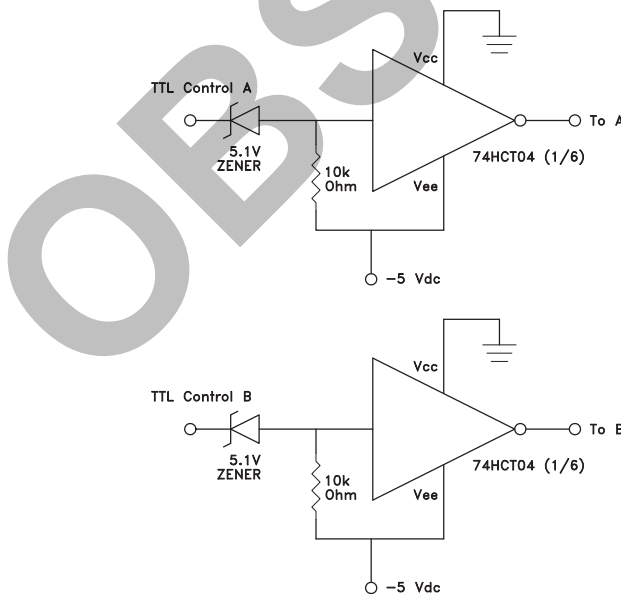 TTL Control A
Vcc
5.1V
ZENER
10k
Ohm
Vee
74HCT04 (1/6)
To A
-5 Vdc
TTL Control B
Vcc
5.1V
ZENER
10k
Ohm
Vee
74HCT04 (1/6)
To B
-5 Vdc
OBS